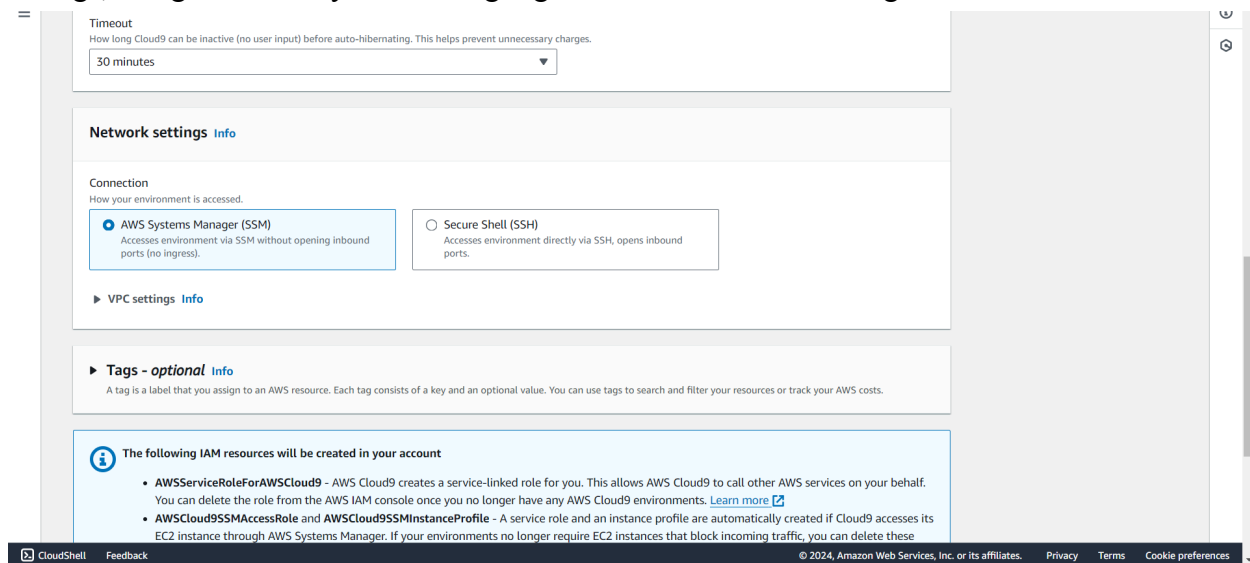 Timeout
How long Cloud9 can be inactive (no user input) before auto-hibernating. This helps prevent unnecessary charges.
30 minutes
Network settings Info
Connection
How your environment is accessed.
AWS Systems Manager (SSM)
Accesses environment via SSM without opening inbound
ports (no ingress).
Secure Shell (SSH)
Accesses environment directly via SSH, opens inbound
ports.
VPC settings Info
Tags - optional Info
A tag is a label that you assign to an AWS resource. Each tag consists of a key and an optional value. You can use tags to search and filter your resources or track your AWS costs.
The following IAM resources will be created in your account
• AWSServiceRoleForAWSCloud9 - AWS Cloud9 creates a service-linked role for you. This allows AWS Cloud9 to call other AWS services on your behalf.
You can delete the role from the AWS IAM console once you no longer have any AWS Cloud9 environments. Learn more
• AWSCloud9SSMAccessRole and AWSCloud9SSMInstanceProfile - A service role and an instance profile are automatically created if Cloud9 accesses its
EC2 instance through AWS Systems Manager. If your environments no longer require EC2 instances that block incoming traffic, you can delete these
CloudShell Feedback © 2024, Amazon Web Services, Inc. or its affiliates. Privacy Terms Cookie preferences